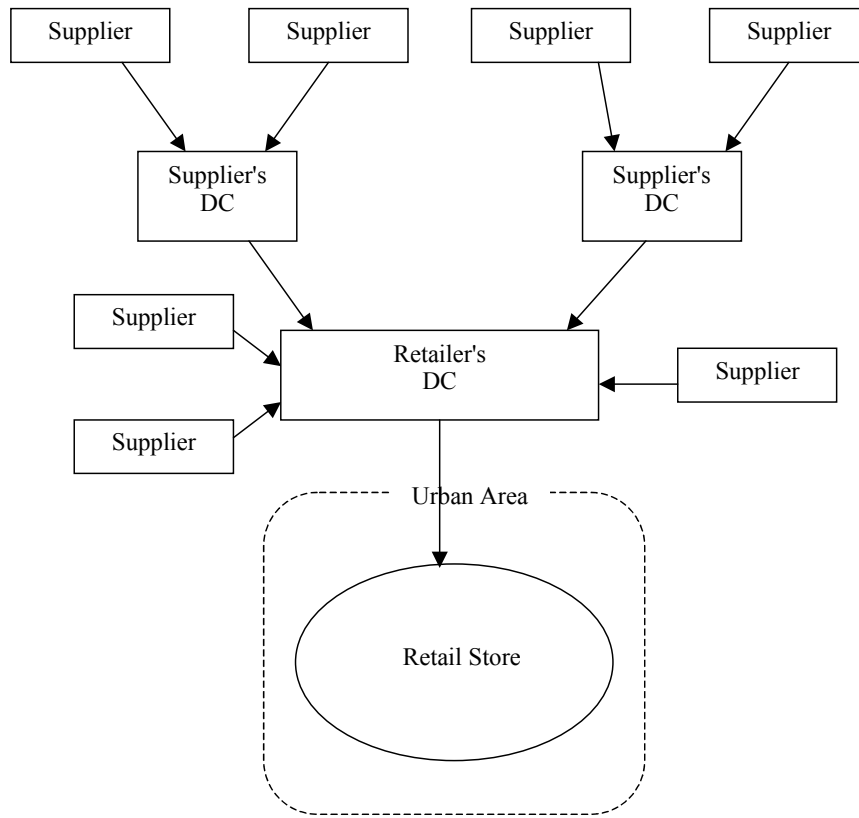 Supplier
Supplier
Supplier
Supplier
Supplier's
DC
Supplier's
DC
Supplier
Retailer's
DC
Supplier
Supplier
Urban Area
Retail Store